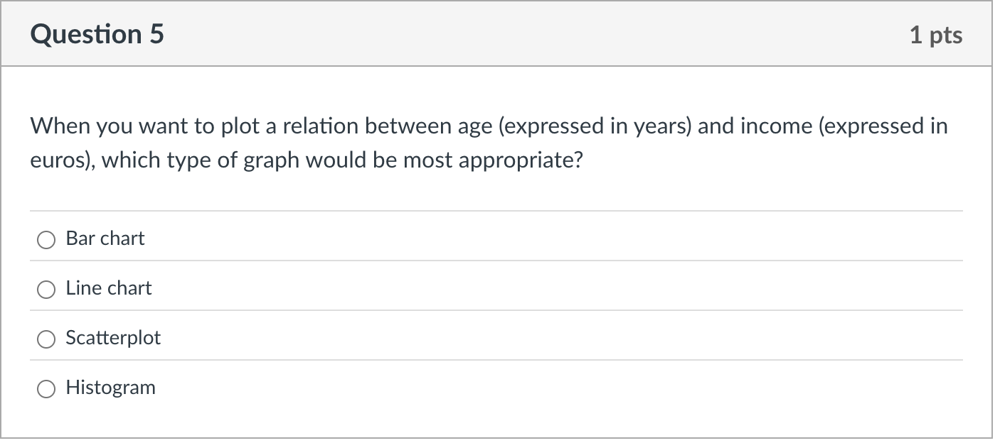 Question 5
1 pts
When you want to plot a relation between age (expressed in years) and income (expressed in
euros), which type of graph would be most appropriate?
Bar chart
Line chart
Scatterplot
Histogram